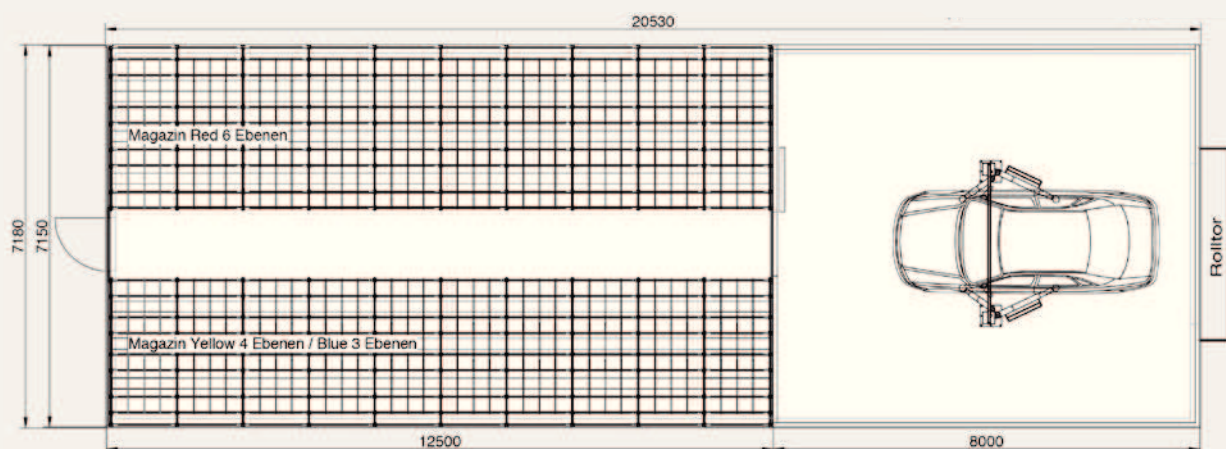 20530
Magazin Red 6 Ebenen
7180
7150
Rolltor
Magazin Yellow 4 Ebenen / Blue 3 Ebenen
12500
8000